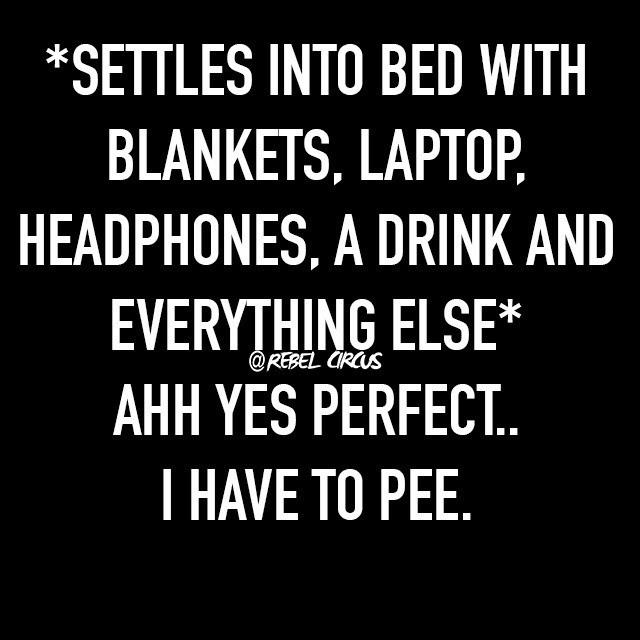 *SETTLES INTO BED WITH
BLANKETS, LAPTOP,
HEADPHONES, A DRINK AND
EVERYTHING ELSE*
@REBEL CIRCUS
AHH YES PERFECT..
I HAVE TO PEE.